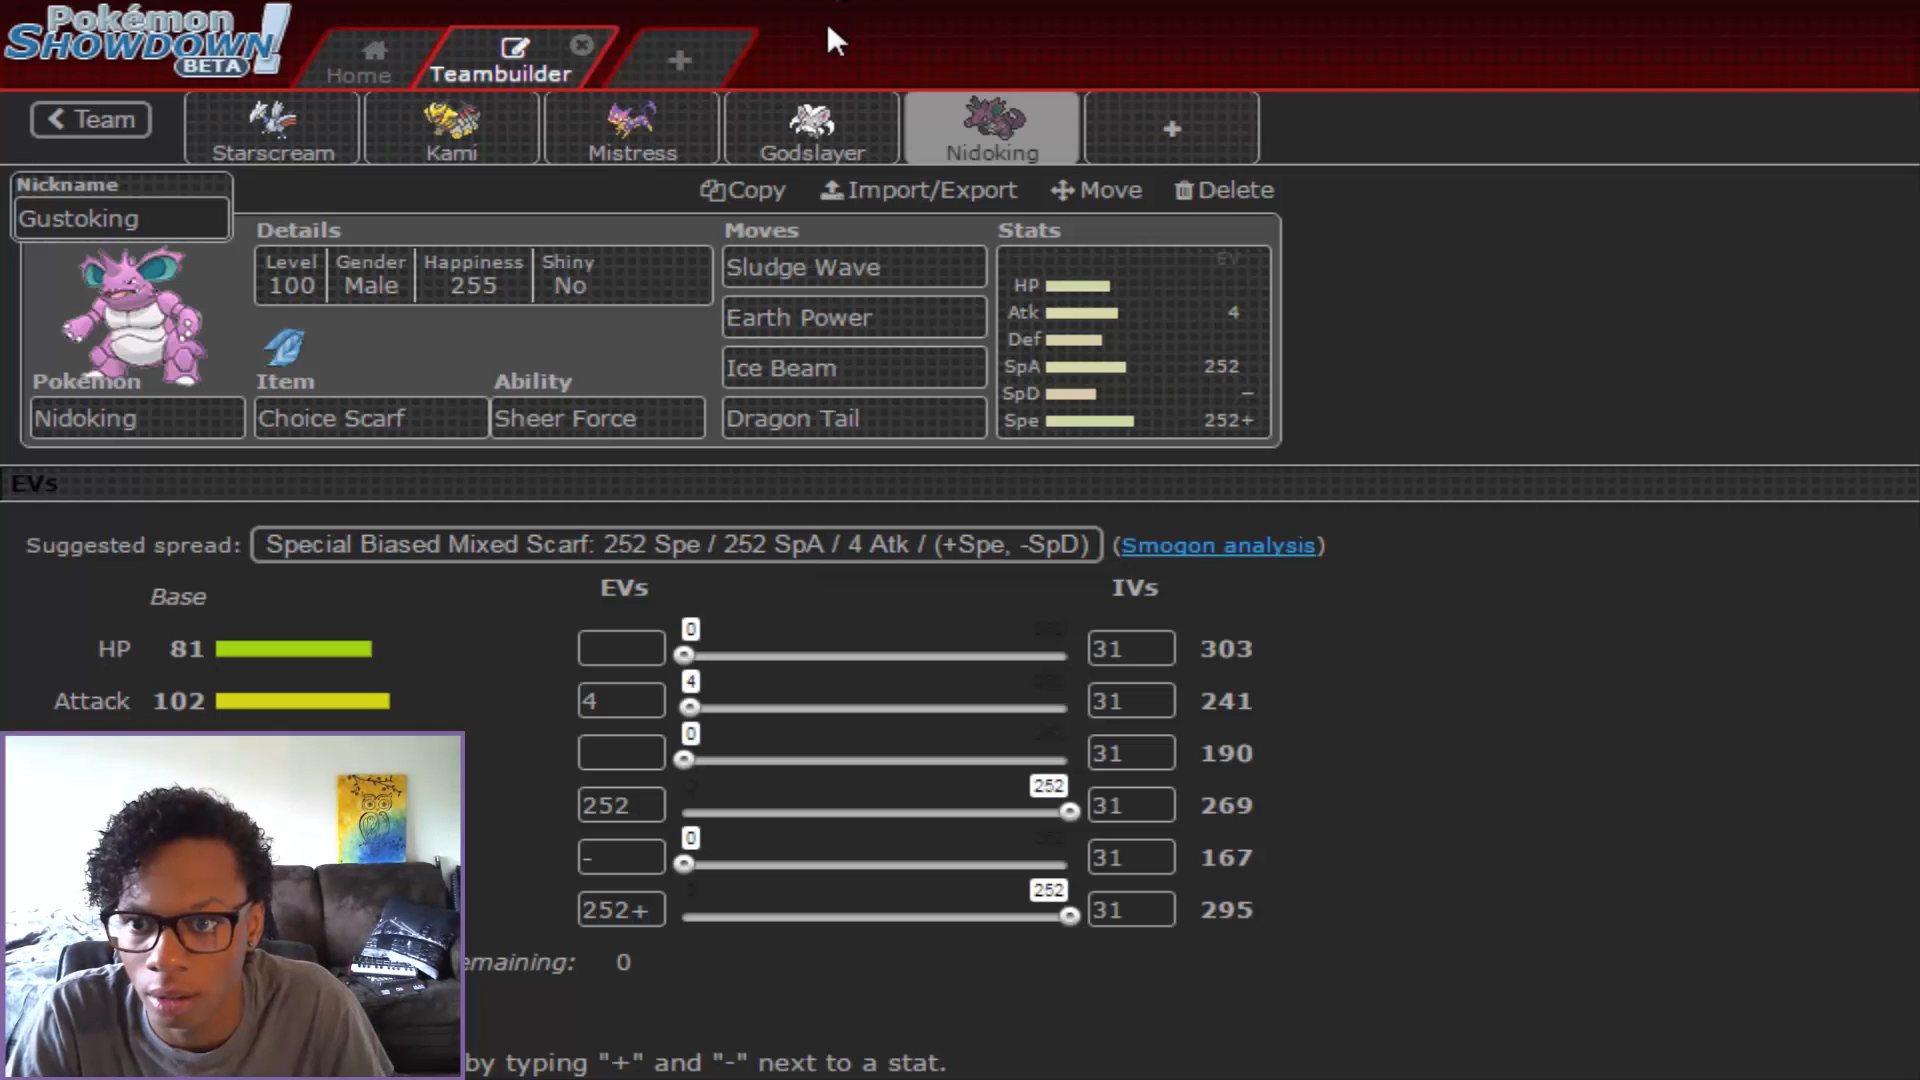 Pokémon
SHOWDOWN!
BETA
Home
Teambuilder
+
Team
Starscream
Kami
Mistress
Godslayer
Nidoking
+
Nickname
Gustoking
Copy
Import/Export
Move
Delete
Details
Level
100
Gender
Male
Happiness
255
Shiny
No
Pokémon
Nidoking
Item
Choice Scarf
Ability
Sheer Force
Moves
Sludge Wave
Earth Power
Ice Beam
Dragon Tail
Stats
EV
HP
Atk 4
Def
SpA 252
SpD −
Spe 252+
EVs
Suggested spread: Special Biased Mixed Scarf: 252 Spe / 252 SpA / 4 Atk / (+Spe, -SpD) (Smogon analysis)
Base EVs IVs
HP 81 0 31 303
Attack 102 4 4 31 241
0 31 190
252 252 31 269
- 0 31 167
252+ 252 31 295
emaining: 0
by typing "+" and "-" next to a stat.